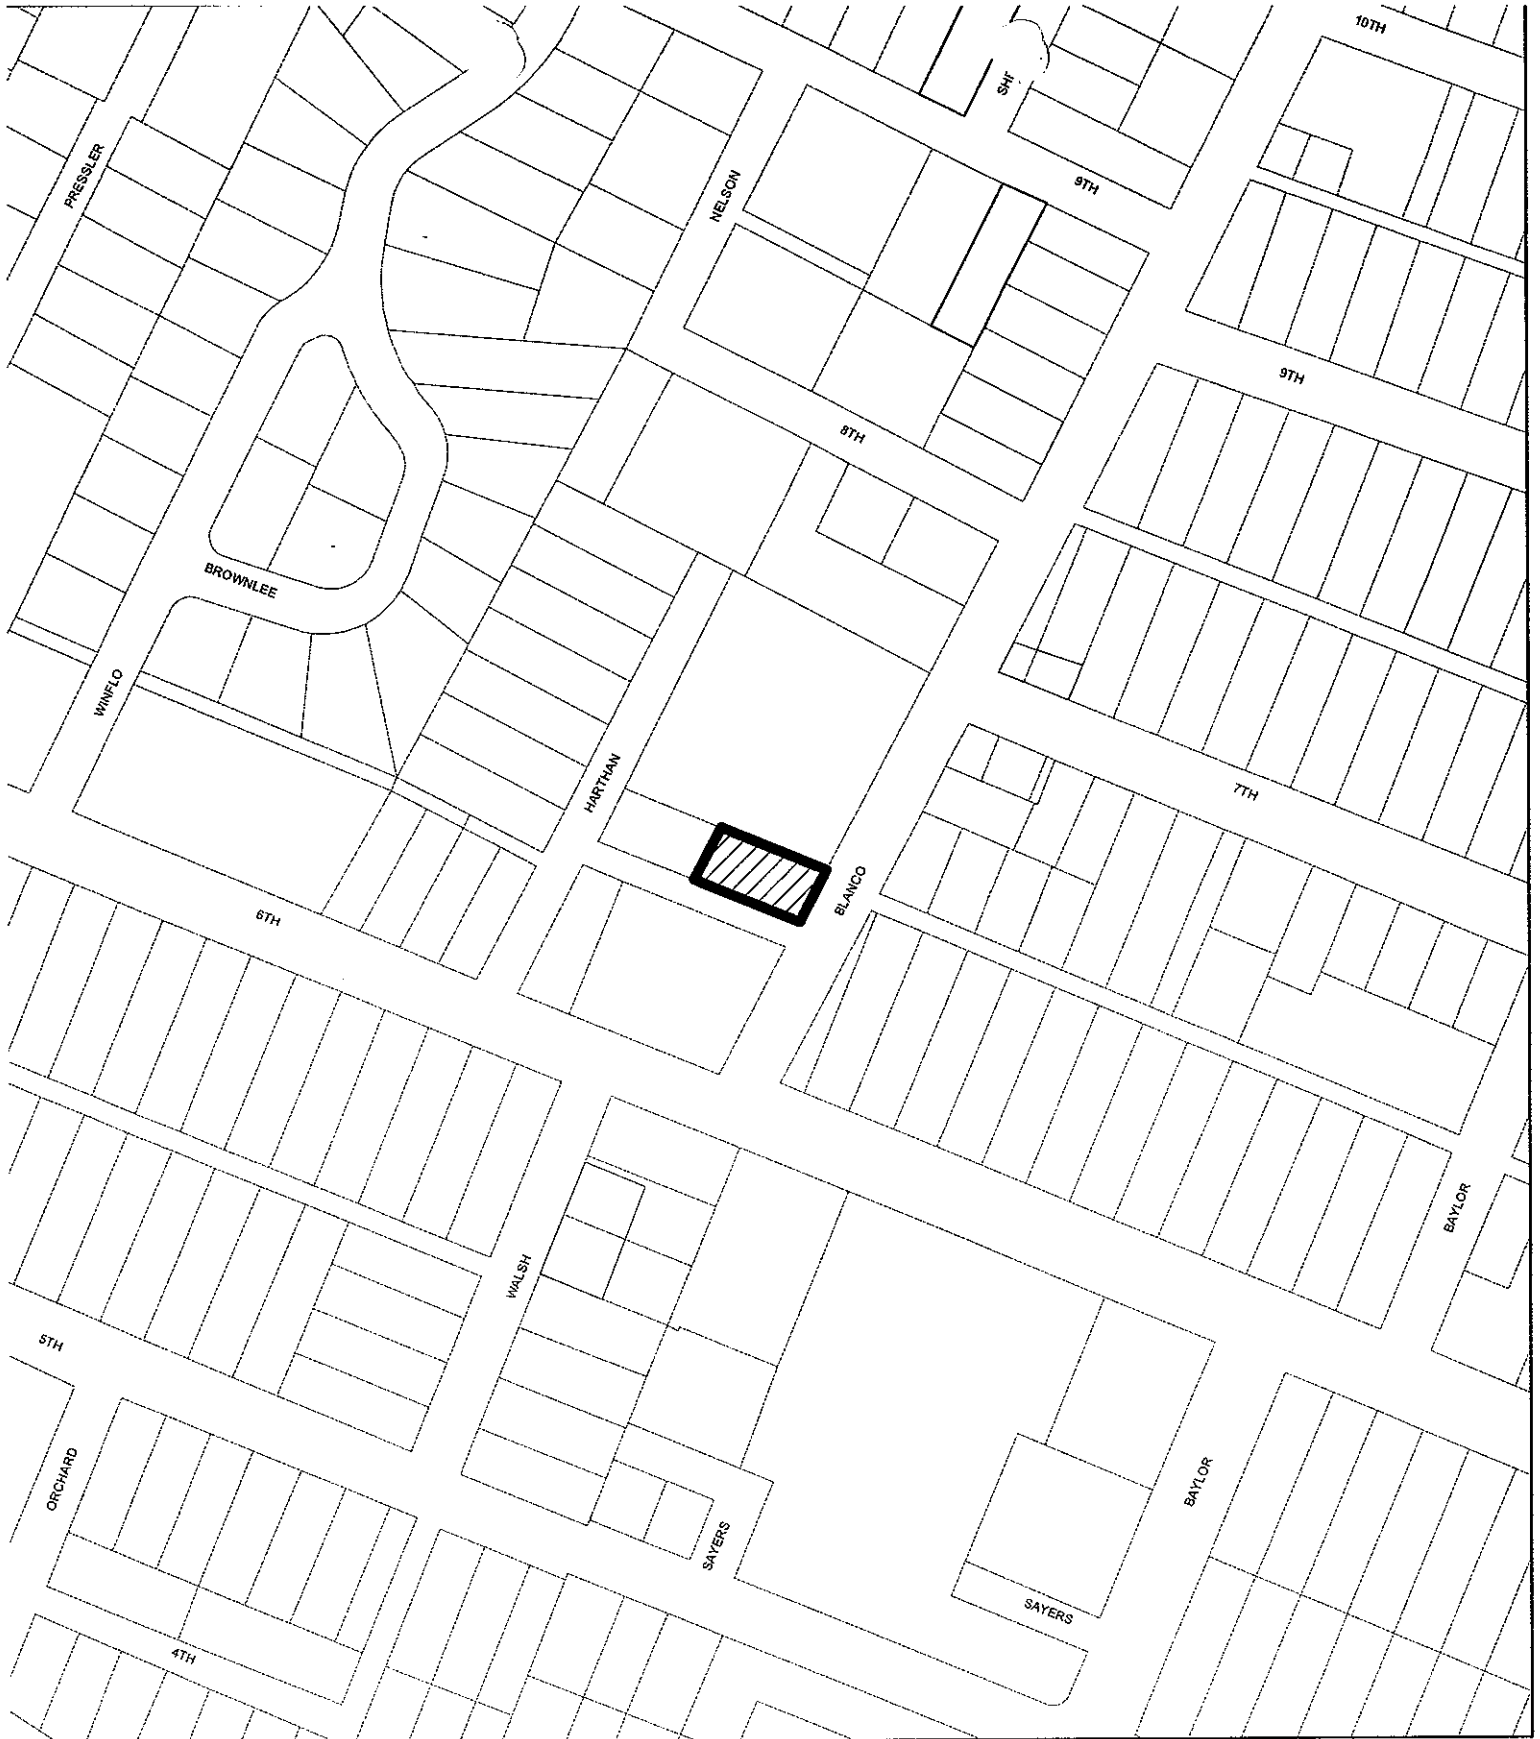 10TH
PRESSLER
9TH
NELSON
9TH
8TH
BROWNLEE
WINFLO
HARTHAN
7TH
BLANCO
6TH
BAYLOR
WALSH
5TH
ORCHARD
BAYLOR
SAYERS
SAYERS
4TH